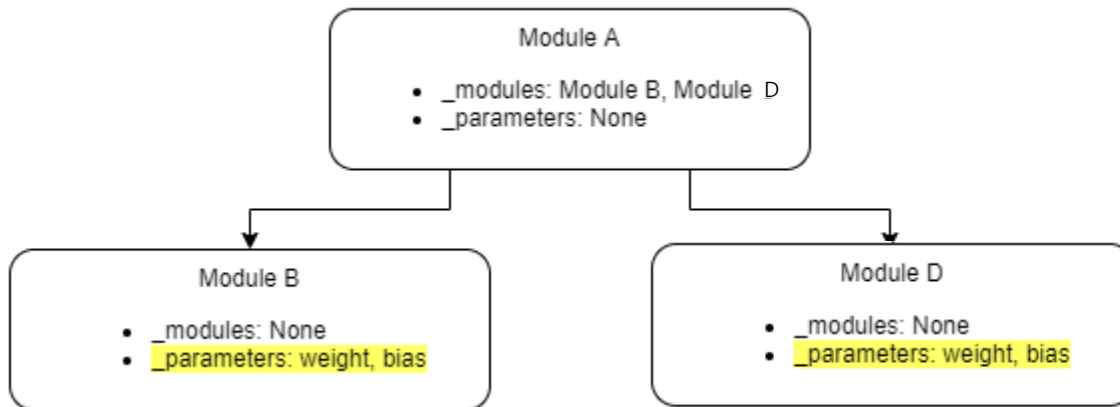 Module A
• _modules: Module B, Module D
• _parameters: None
Module B
• _modules: None
• _parameters: weight, bias
Module D
• _modules: None
• _parameters: weight, bias